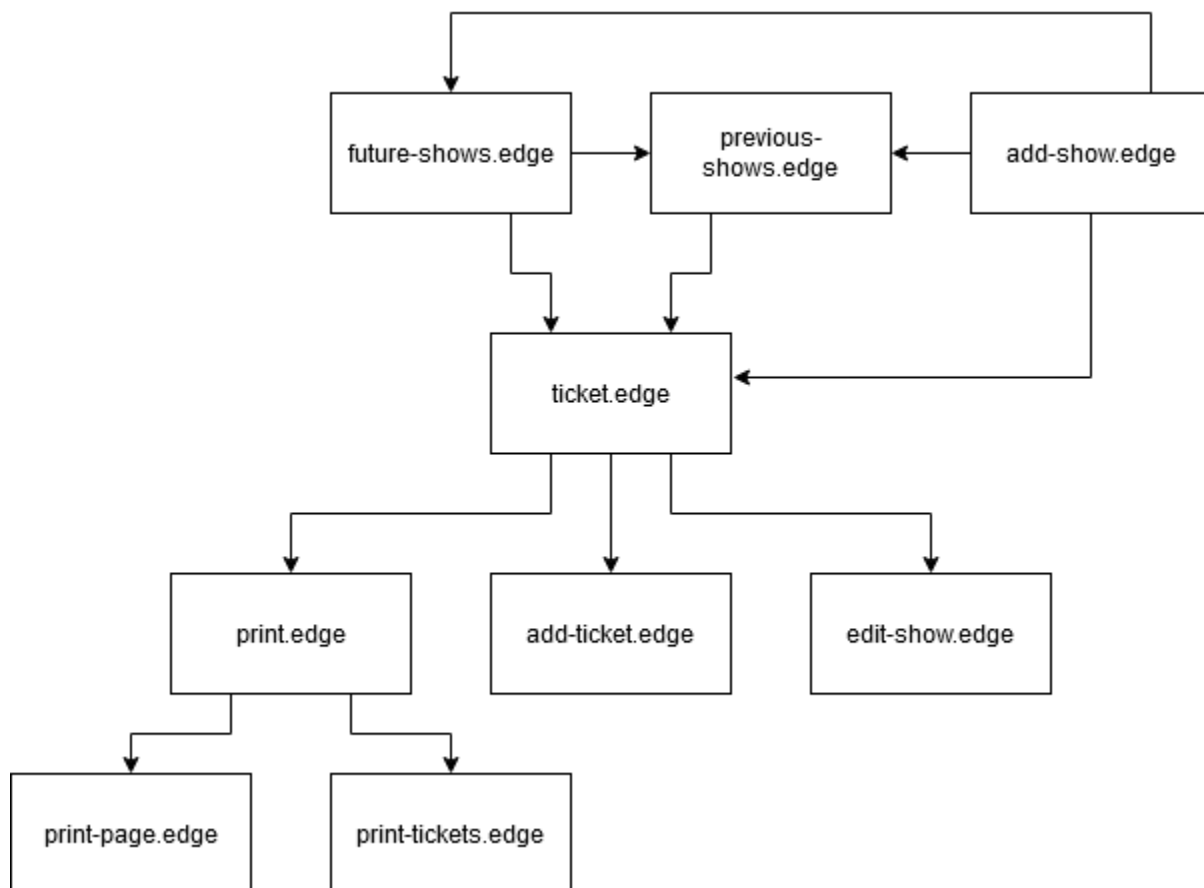 future-shows.edge
previous-
shows.edge
add-show.edge
ticket.edge
print.edge
add-ticket.edge
edit-show.edge
print-page.edge
print-tickets.edge